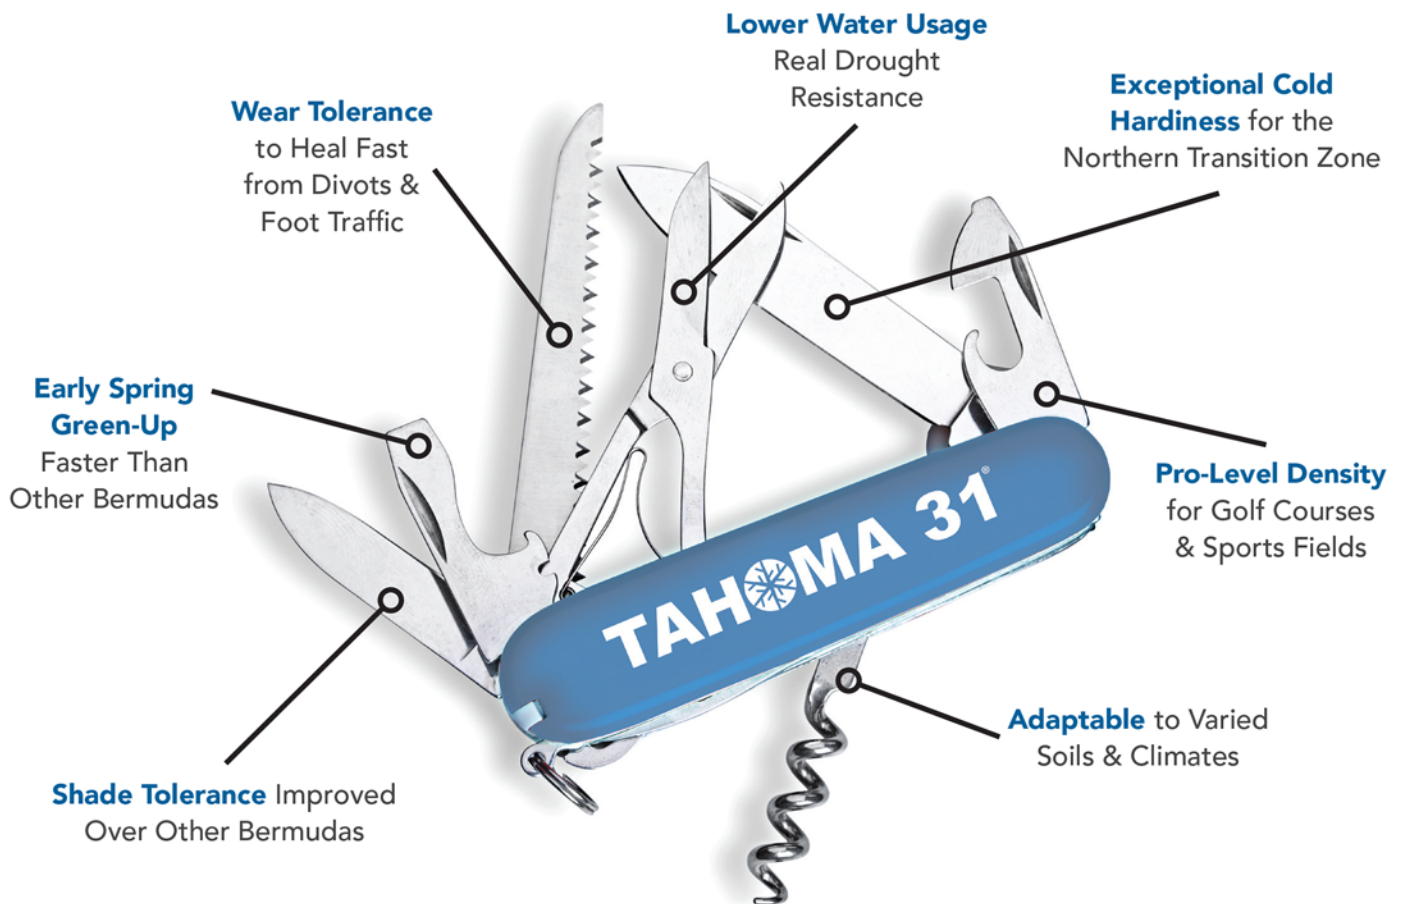 Lower Water Usage
Real Drought
Resistance
Exceptional Cold
Hardiness for the
Northern Transition Zone
Wear Tolerance
to Heal Fast
from Divots &
Foot Traffic
Early Spring
Green-Up
Faster Than
Other Bermudas
Pro-Level Density
for Golf Courses
& Sports Fields
TAHOMA 31®
Adaptable to Varied
Soils & Climates
Shade Tolerance Improved
Over Other Bermudas